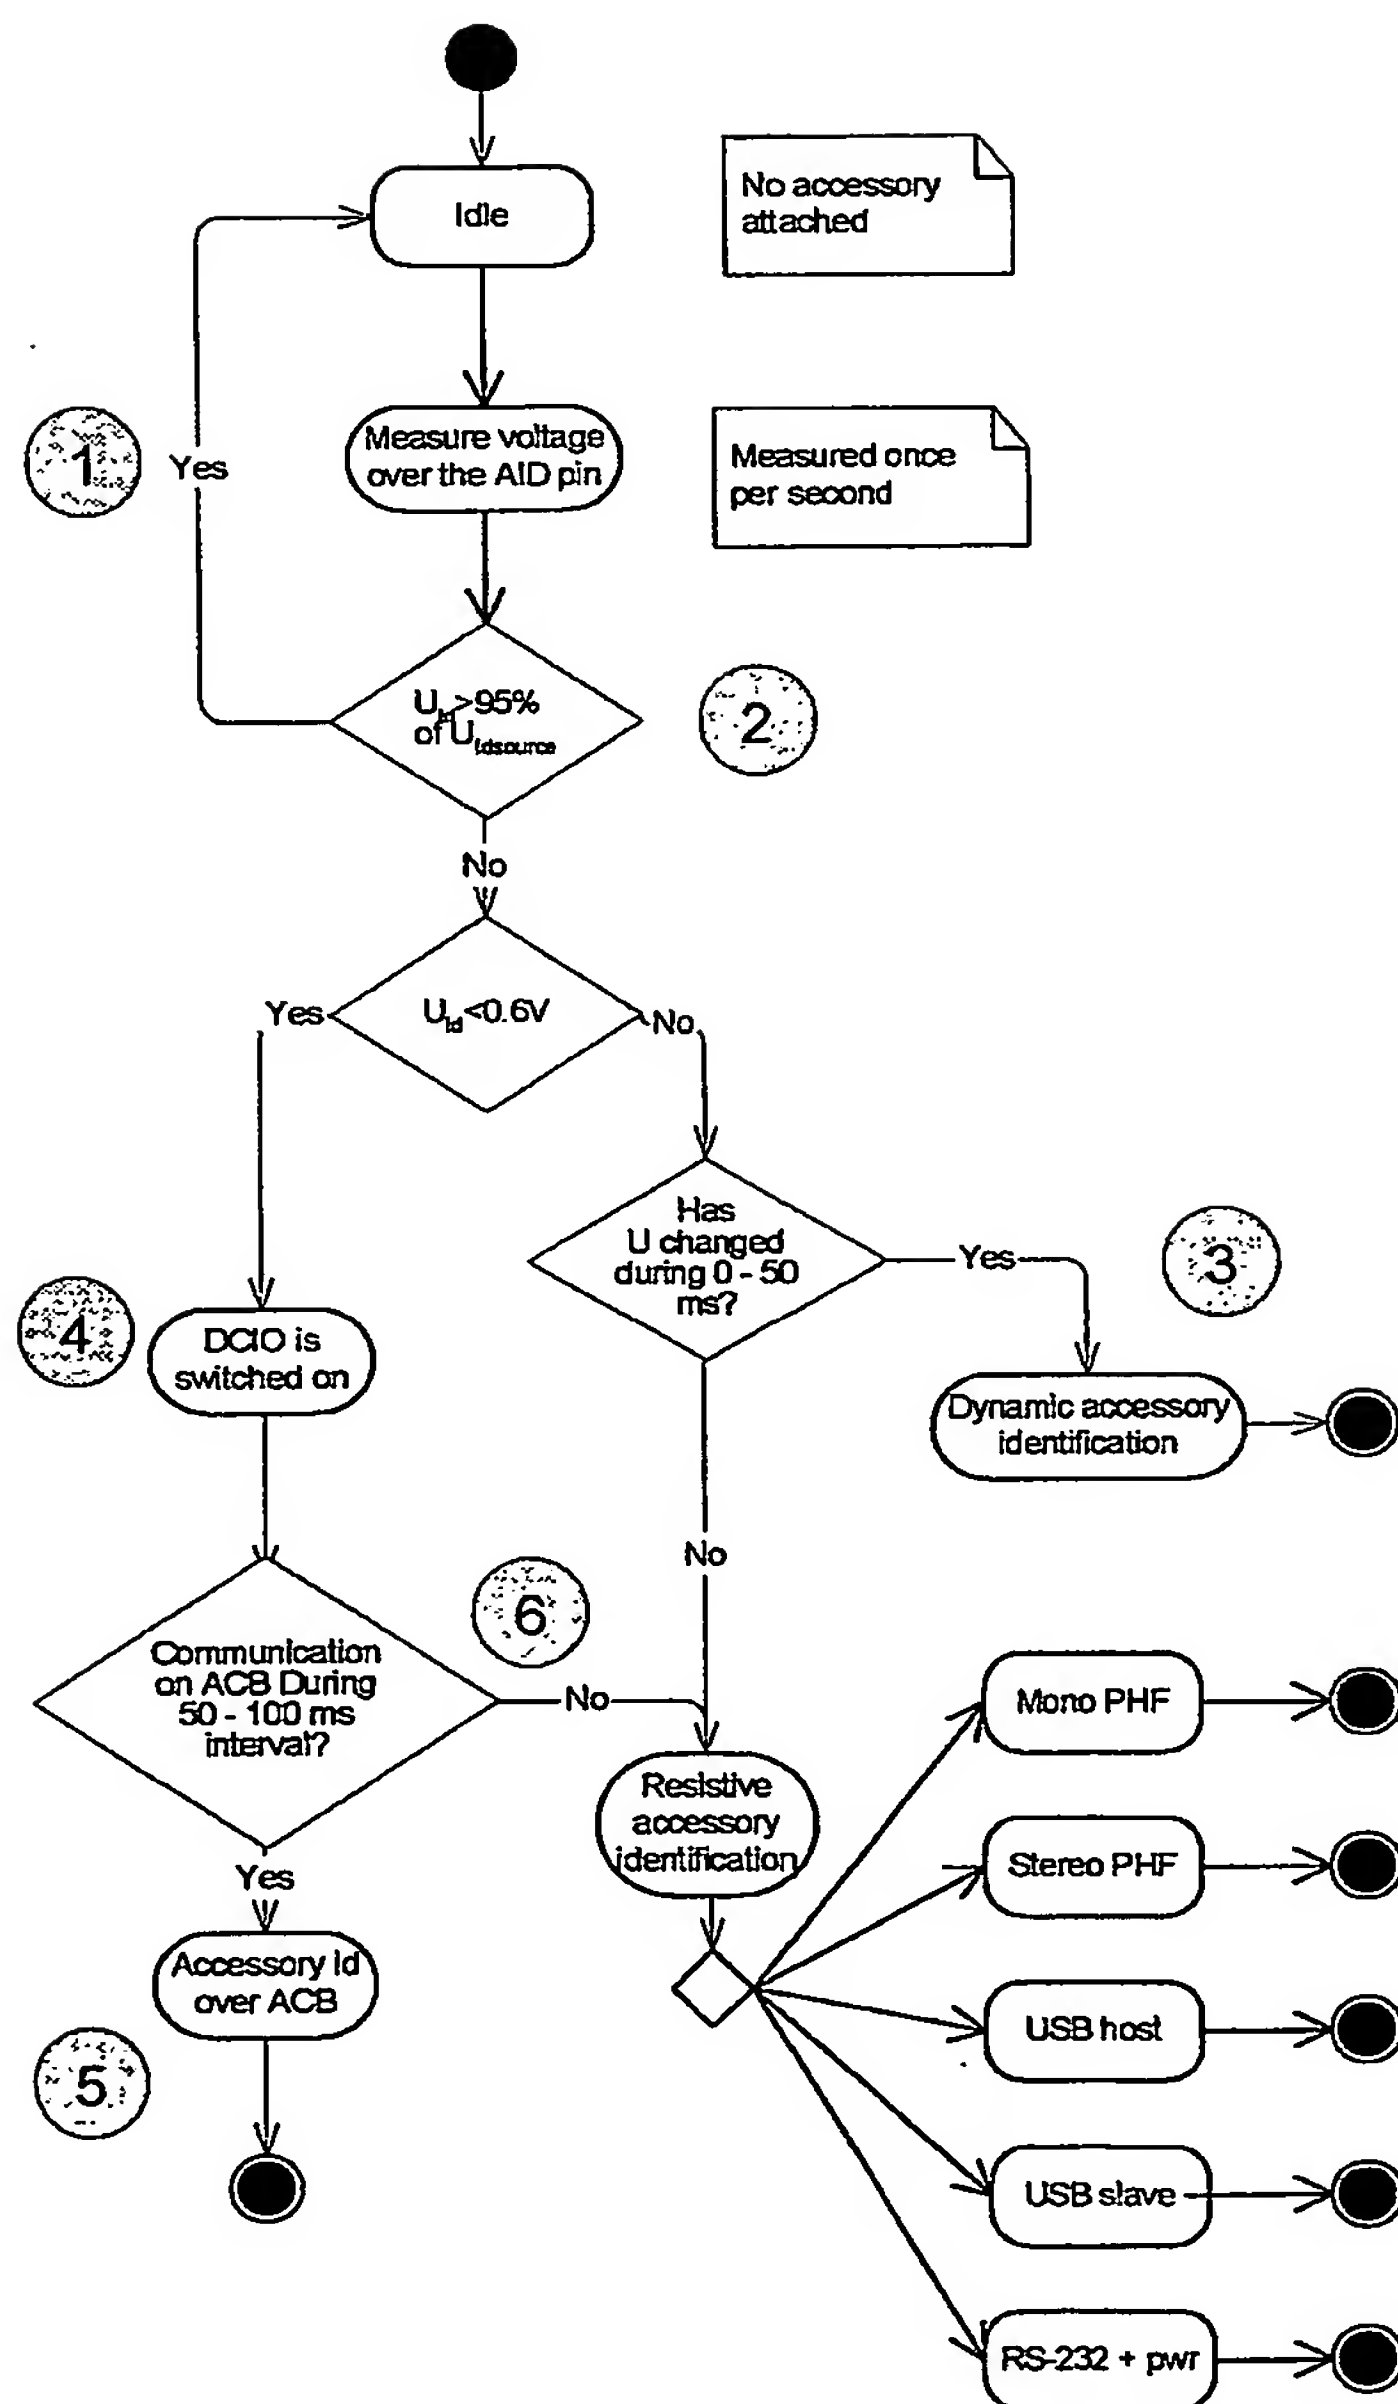 Idle
No accessory
attached
1
Yes
Measure voltage
over the AID pin
Measured once
per second
U_id>95%
of U_idsource
2
No
Yes
U_id<0.6V
No
Has
U changed
during 0 - 50
ms?
Yes
3
4
DCIO is
switched on
Dynamic accessory
identification
No
6
Communication
on ACB During
50 - 100 ms
interval?
No
Mono PHF
Resistive
accessory
identification
Stereo PHF
Yes
Accessory id
over ACB
USB host
5
USB slave
RS-232 + pwr